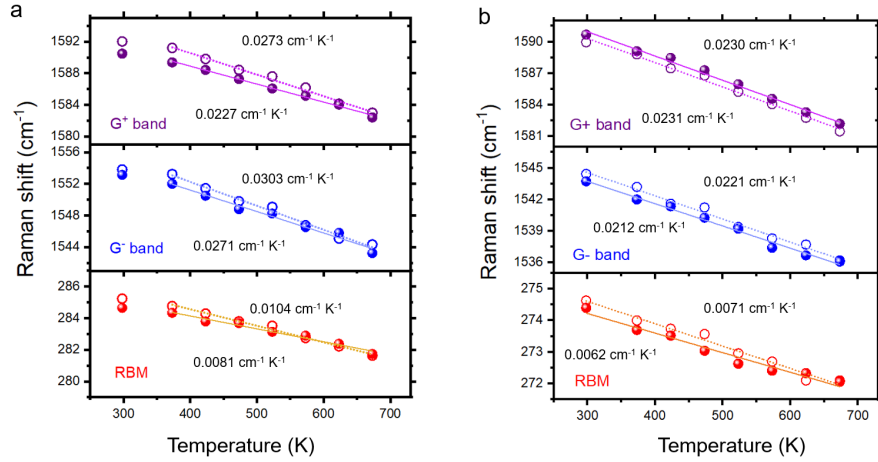 a
Raman shift (cm⁻¹)
1592
1588
1584
1580
0.0273 cm⁻¹ K⁻¹
0.0227 cm⁻¹ K⁻¹
G⁺ band
1556
1552
1548
1544
0.0303 cm⁻¹ K⁻¹
0.0271 cm⁻¹ K⁻¹
G⁻ band
286
284
282
280
0.0104 cm⁻¹ K⁻¹
0.0081 cm⁻¹ K⁻¹
RBM
300 400 500 600 700
Temperature (K)
b
Raman shift (cm⁻¹)
1590
1587
1584
1581
0.0230 cm⁻¹ K⁻¹
0.0231 cm⁻¹ K⁻¹
G+ band
1545
1542
1539
1536
0.0221 cm⁻¹ K⁻¹
0.0212 cm⁻¹ K⁻¹
G- band
275
274
273
272
0.0071 cm⁻¹ K⁻¹
0.0062 cm⁻¹ K⁻¹
RBM
300 400 500 600 700
Temperature (K)